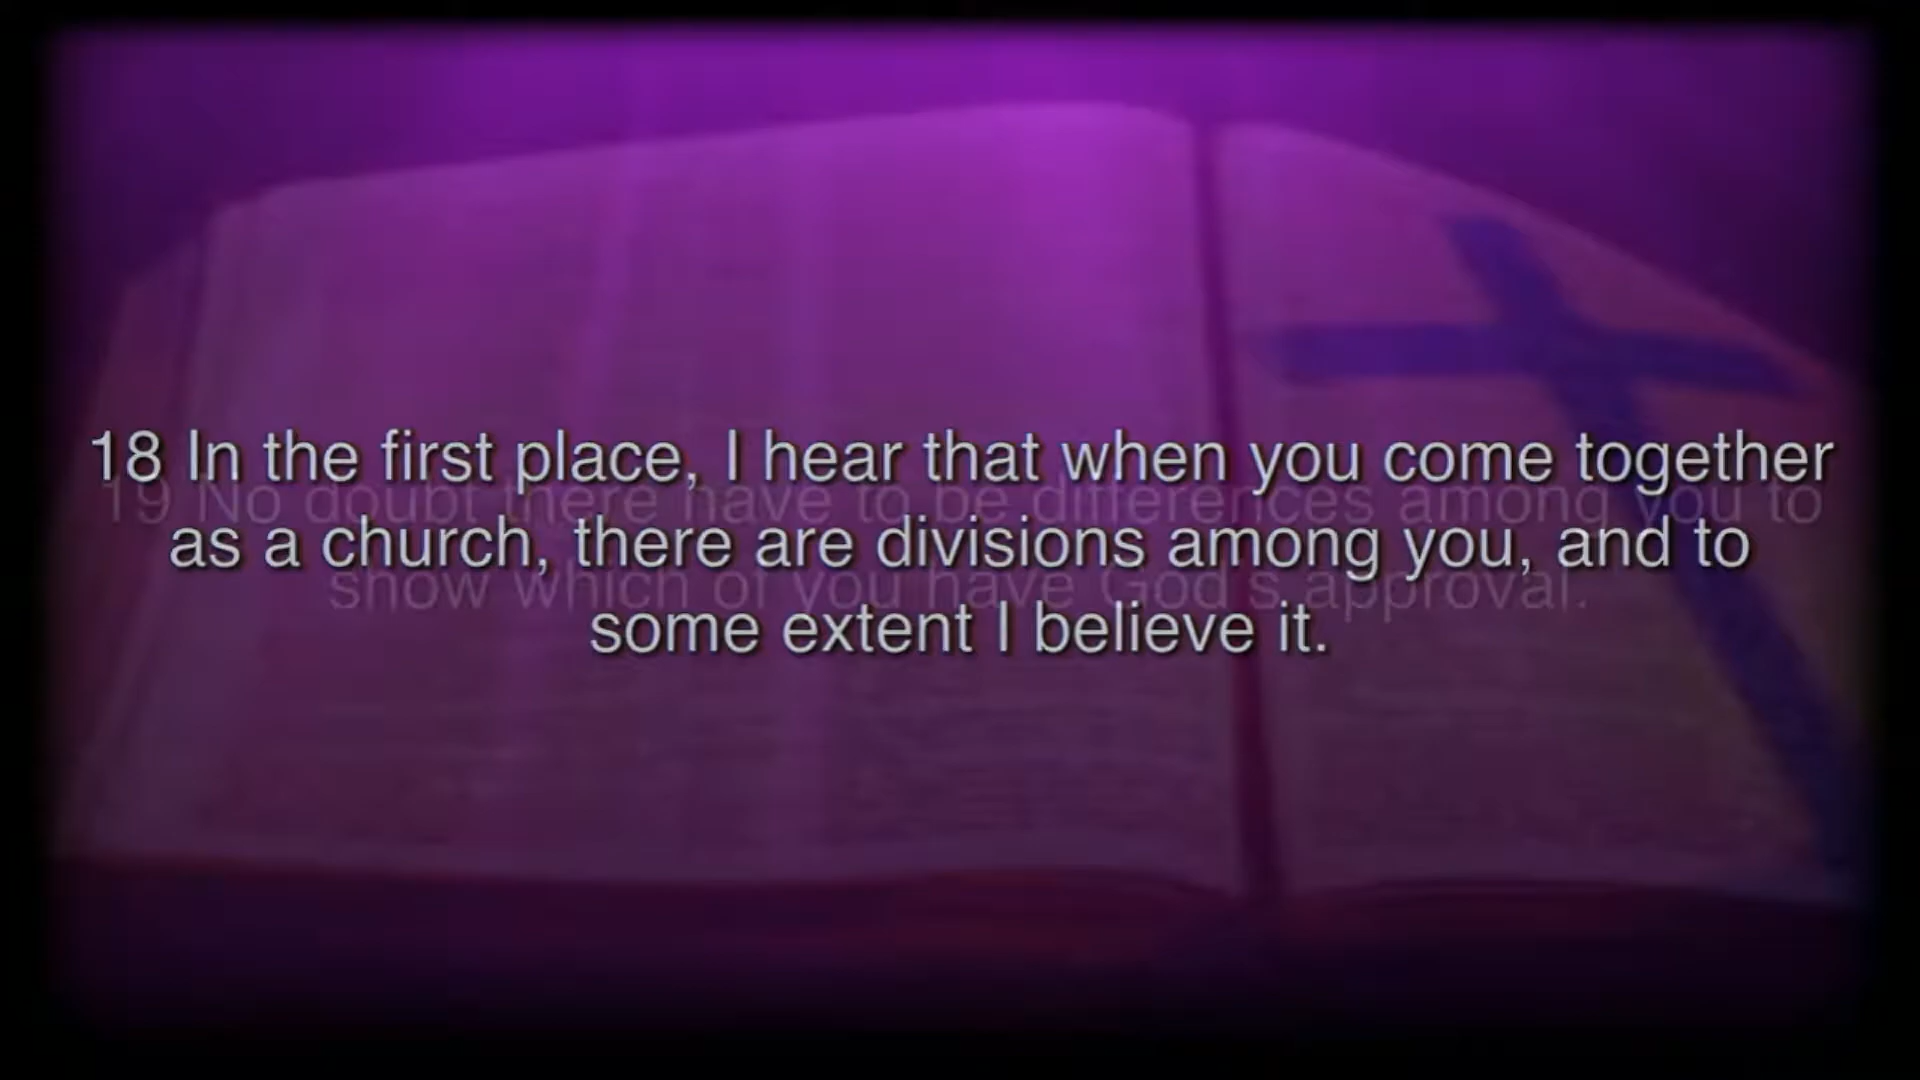 18 In the first place, I hear that when you come together
as a church, there are divisions among you, and to
some extent I believe it.
19 No doubt there have to be differences among you to
show which of you have God's approval.